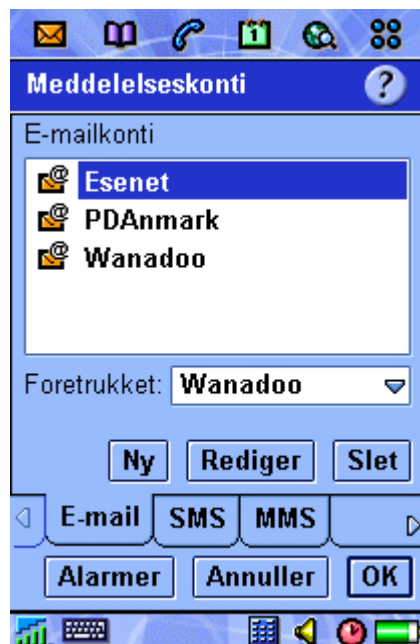 Meddelelseskonti ?
E-mailkonti
Esenet
PDAnmark
Wanadoo
Foretrukket: Wanadoo
Ny Rediger Slet
E-mail SMS MMS
Alarmer Annuller OK